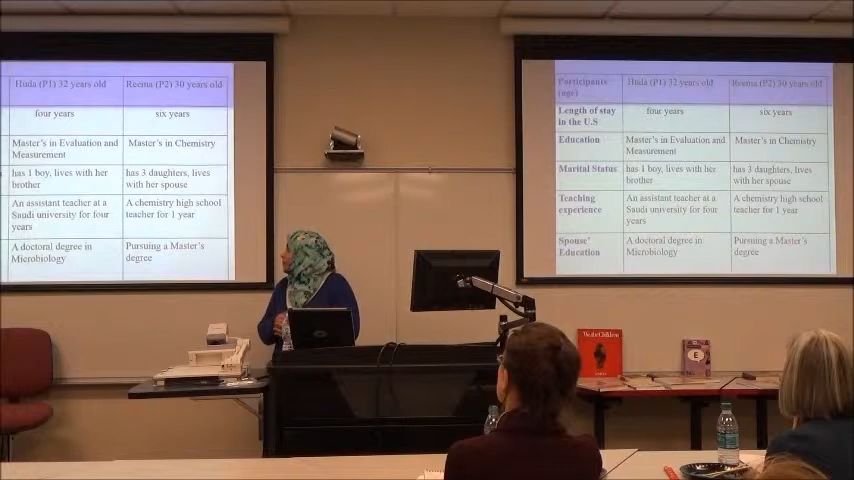 Huda (P1) 32 years old
Reema (P2) 30 years old
four years
six years
Master's in Evaluation and
Measurement
Master's in Chemistry
has 1 boy, lives with her
brother
has 3 daughters, lives
with her spouse
An assistant teacher at a
Saudi university for four
years
A chemistry high school
teacher for 1 year
A doctoral degree in
Microbiology
Pursuing a Master's
degree
Participants
(age)
Huda (P1) 32 years old
Reema (P2) 30 years old
Length of stay
in the U.S
four years
six years
Education
Master's in Evaluation and
Measurement
Master's in Chemistry
Marital Status
has 1 boy, lives with her
brother
has 3 daughters, lives
with her spouse
Teaching
experience
An assistant teacher at a
Saudi university for four
years
A chemistry high school
teacher for 1 year
Spouse'
Education
A doctoral degree in
Microbiology
Pursuing a Master's
degree
We the Children
E